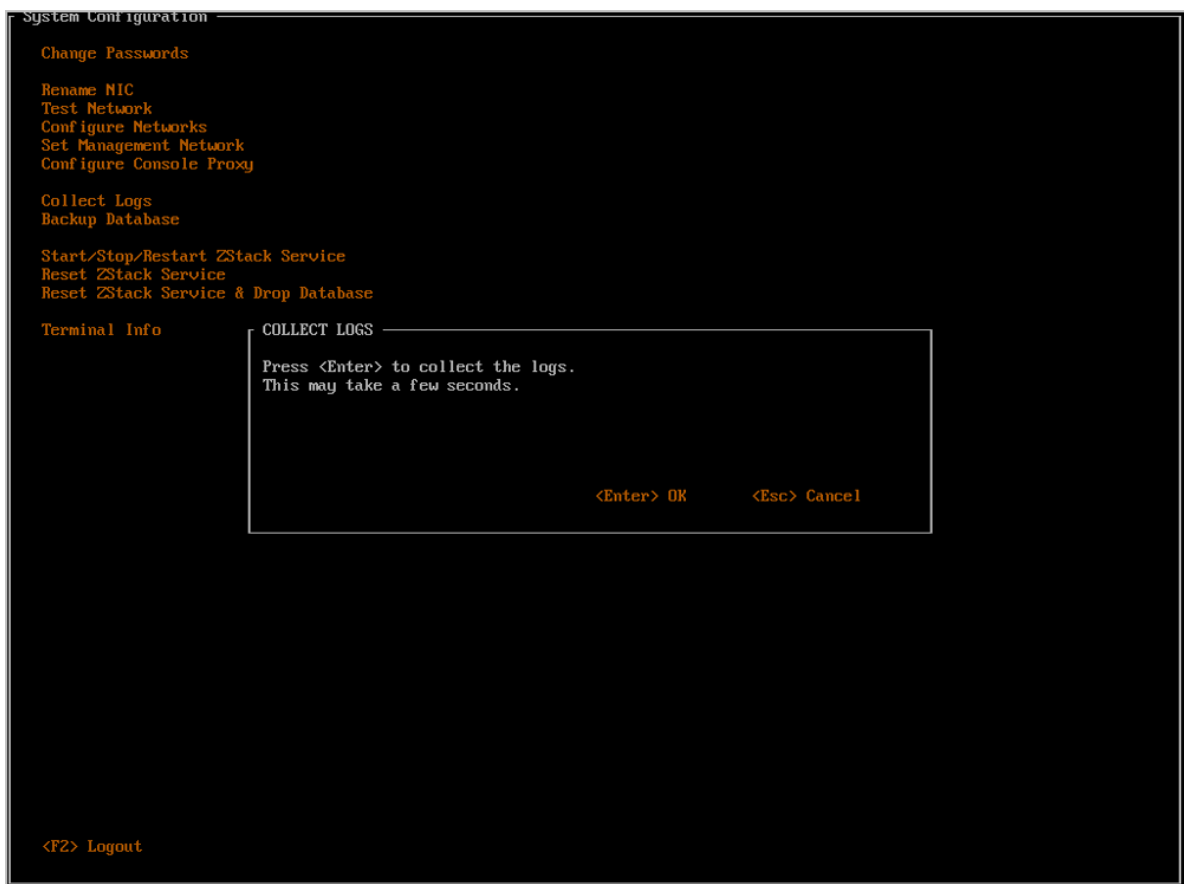 System Configuration
Change Passwords
Rename NIC
Test Network
Configure Networks
Set Management Network
Configure Console Proxy
Collect Logs
Backup Database
Start/Stop/Restart ZStack Service
Reset ZStack Service
Reset ZStack Service & Drop Database
Terminal Info
COLLECT LOGS
Press <Enter> to collect the logs.
This may take a few seconds.
<Enter> OK <Esc> Cancel
<F2> Logout